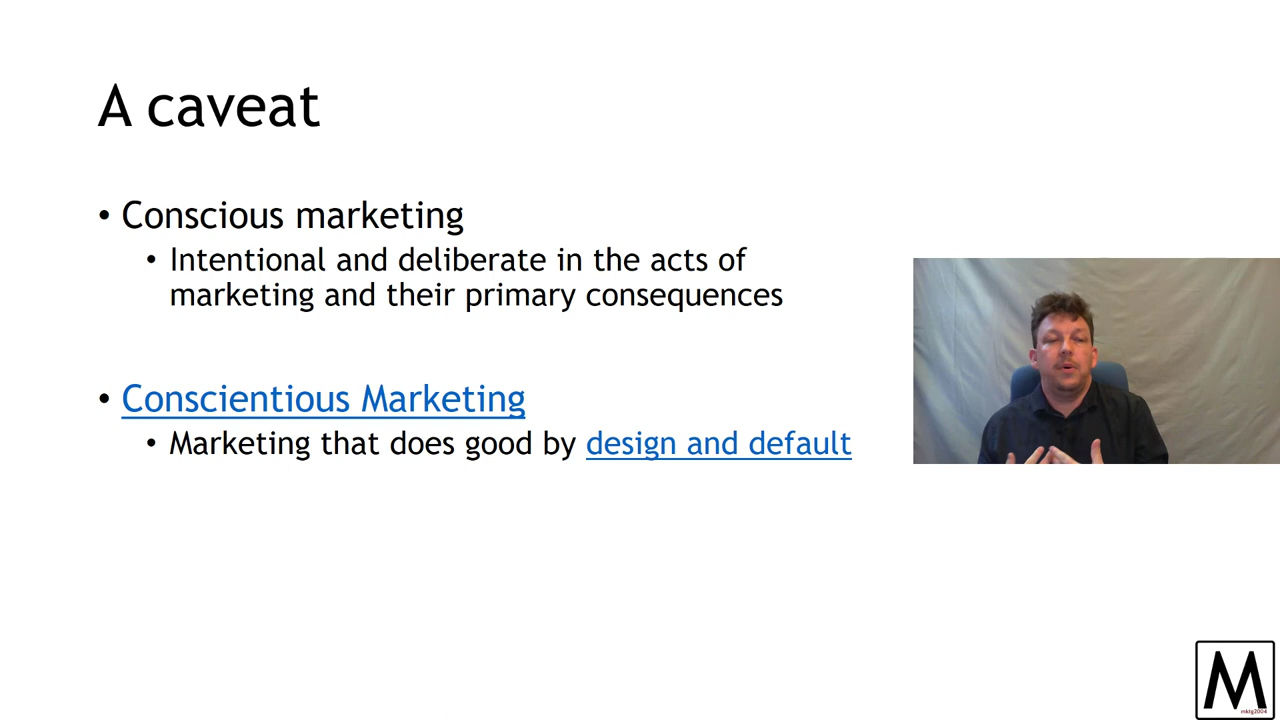 A caveat
• Conscious marketing
• Intentional and deliberate in the acts of
marketing and their primary consequences
• Conscientious Marketing
• Marketing that does good by design and default
M
mktg2004